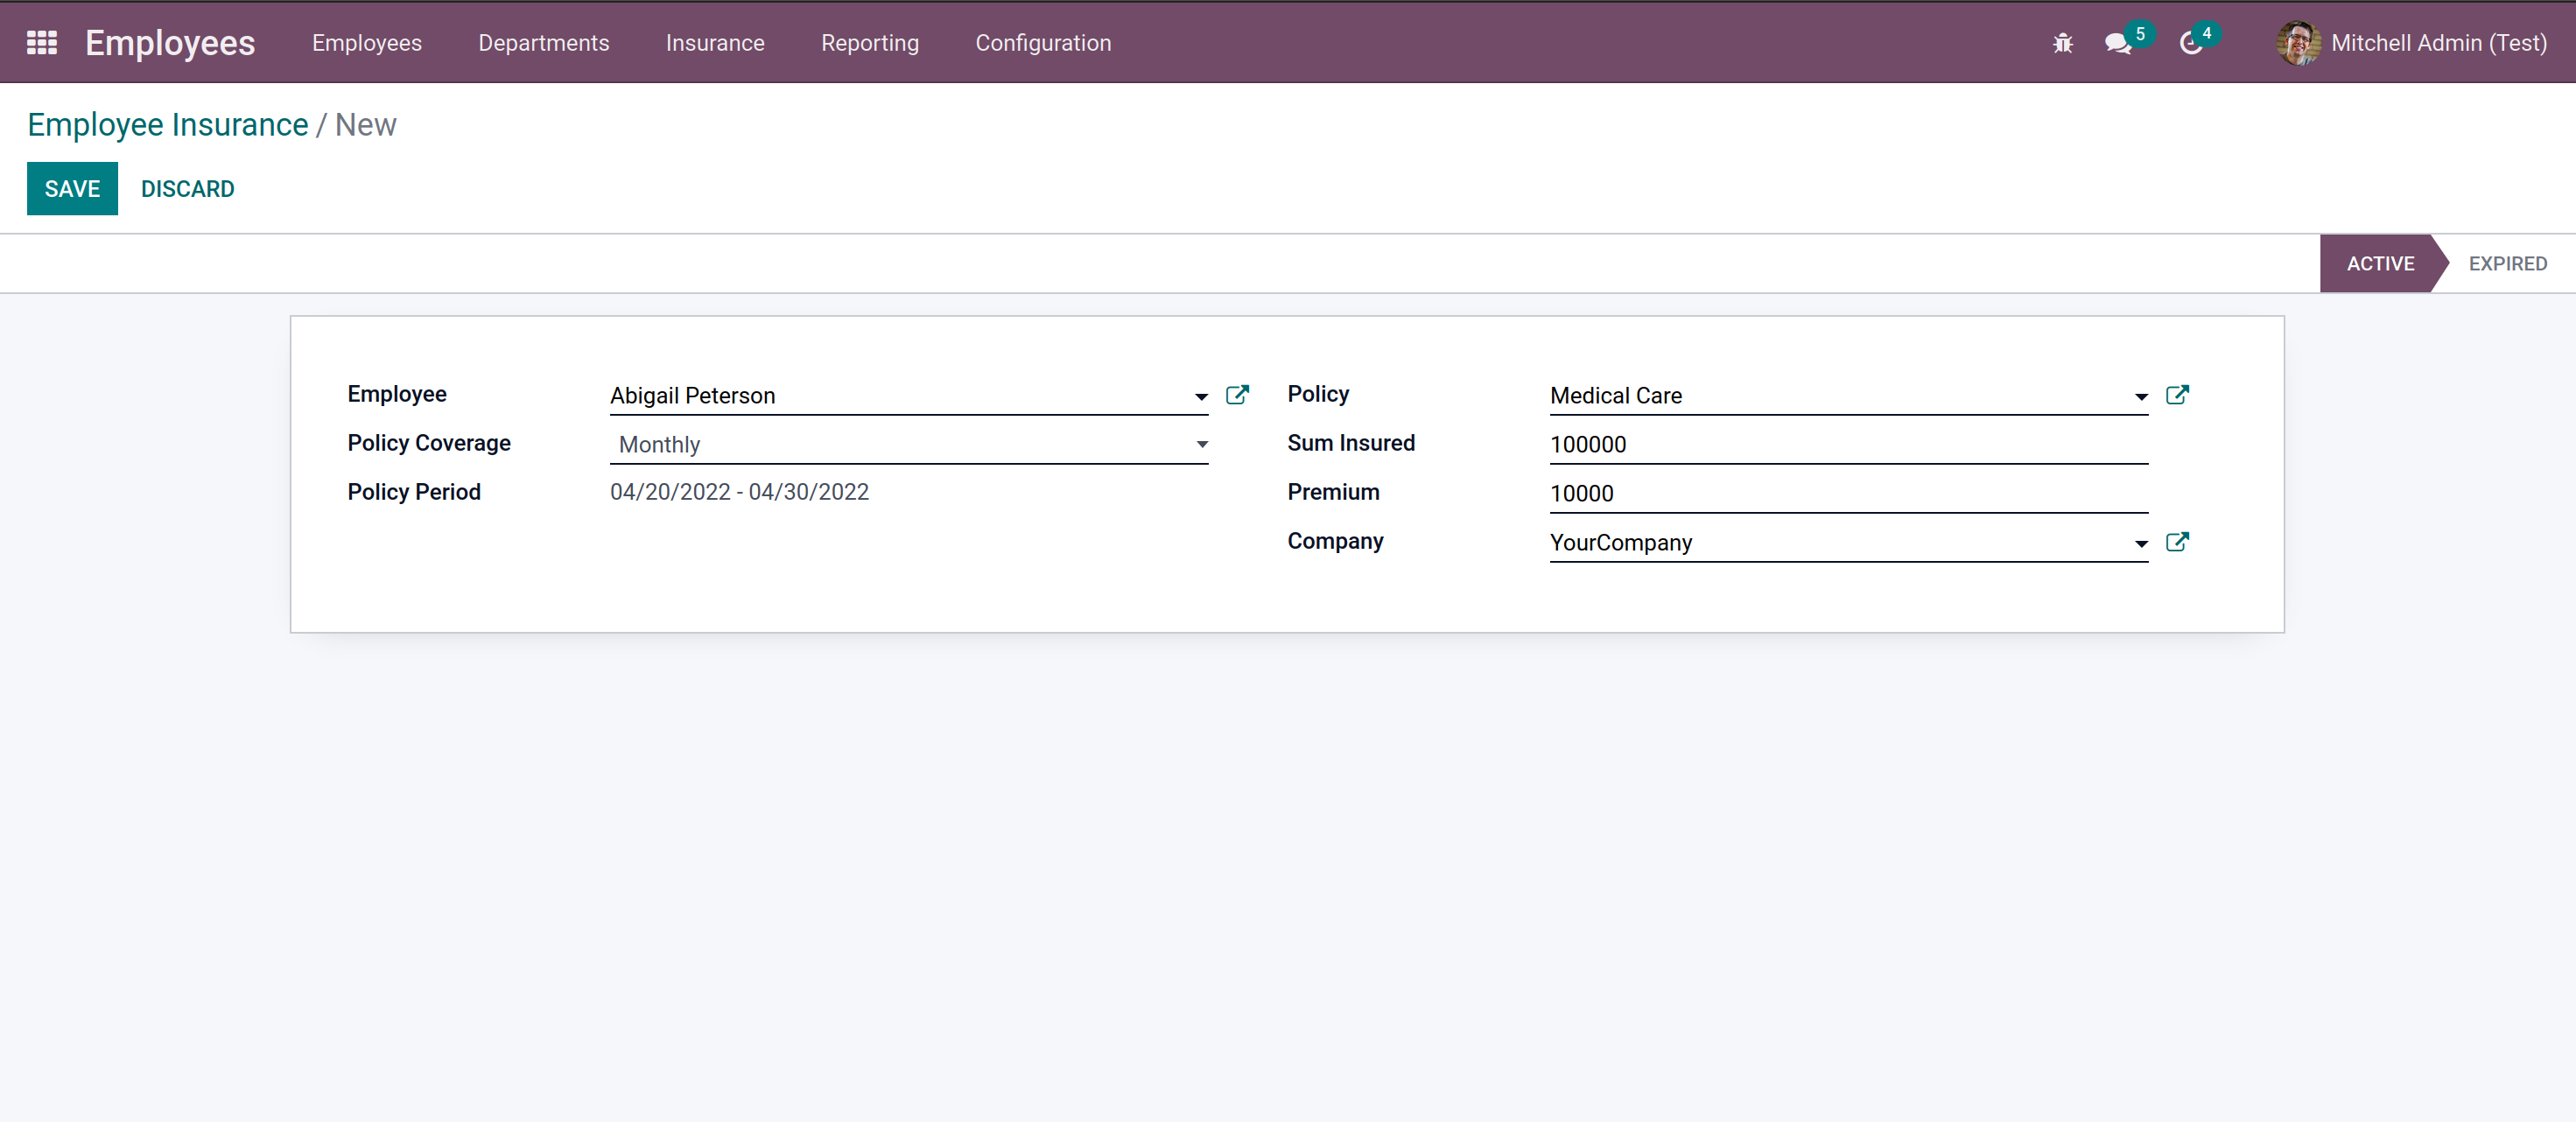 Employees Employees Departments Insurance Reporting Configuration 5 4 Mitchell Admin (Test)
Employee Insurance / New
SAVE DISCARD
ACTIVE EXPIRED
Employee Abigail Peterson Policy Medical Care
Policy Coverage Monthly Sum Insured 100000
Policy Period 04/20/2022 - 04/30/2022 Premium 10000
Company YourCompany